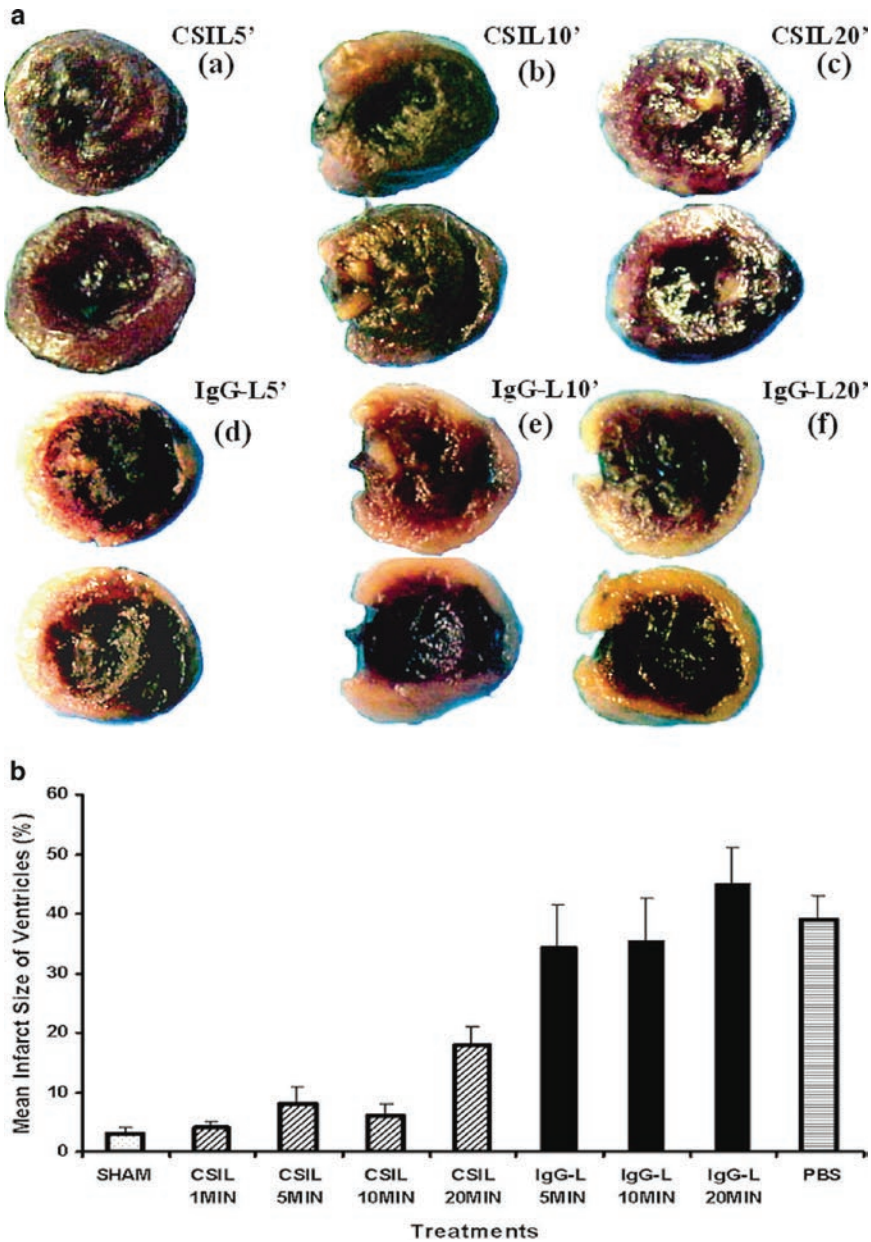 a
CSIL5'
(a)
CSIL10'
(b)
CSIL20'
(c)
IgG-L5'
(d)
IgG-L10'
(e)
IgG-L20'
(f)
b
Mean Infarct Size of Ventricles (%)
60
50
40
30
20
10
0
SHAM
CSIL
1MIN
CSIL
5MIN
CSIL
10MIN
CSIL
20MIN
IgG-L
5MIN
IgG-L
10MIN
IgG-L
20MIN
PBS
Treatments